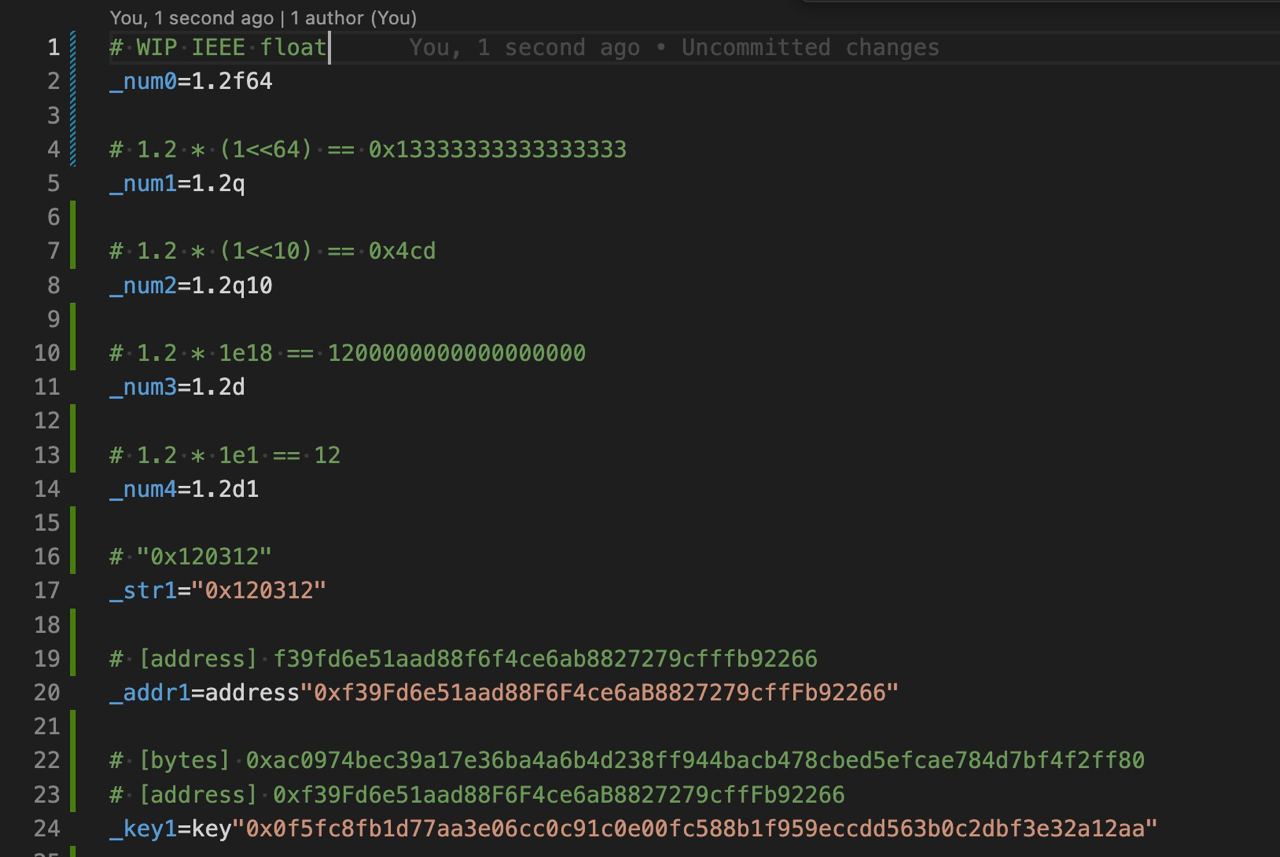 You, 1 second ago | 1 author (You)
1 # WIP IEEE float You, 1 second ago • Uncommitted changes
2 _num0=1.2f64
3
4 # 1.2 * (1<<64) == 0x13333333333333333
5 _num1=1.2q
6
7 # 1.2 * (1<<10) == 0x4cd
8 _num2=1.2q10
9
10 # 1.2 * 1e18 == 1200000000000000000
11 _num3=1.2d
12
13 # 1.2 * 1e1 == 12
14 _num4=1.2d1
15
16 # "0x120312"
17 _str1="0x120312"
18
19 # [address] f39fd6e51aad88f6f4ce6ab8827279cfffb92266
20 _addr1=address"0xf39Fd6e51aad88F6F4ce6aB8827279cffFb92266"
21
22 # [bytes] 0xac0974bec39a17e36ba4a6b4d238ff944bacb478cbed5efcae784d7bf4f2ff80
23 # [address] 0xf39Fd6e51aad88F6F4ce6aB8827279cffFb92266
24 _key1=key"0x0f5fc8fb1d77aa3e06cc0c91c0e00fc588b1f959eccdd563b0c2dbf3e32a12aa"
25